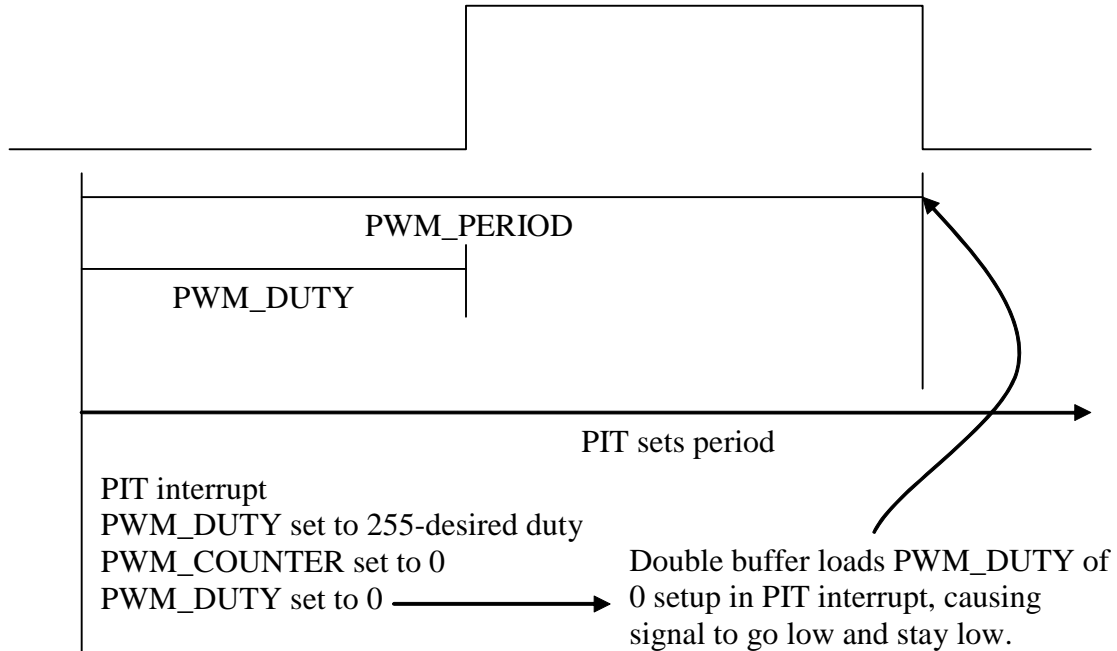 PWM_PERIOD
PWM_DUTY
PIT sets period
PIT interrupt
PWM_DUTY set to 255-desired duty
PWM_COUNTER set to 0
PWM_DUTY set to 0
Double buffer loads PWM_DUTY of
0 setup in PIT interrupt, causing
signal to go low and stay low.